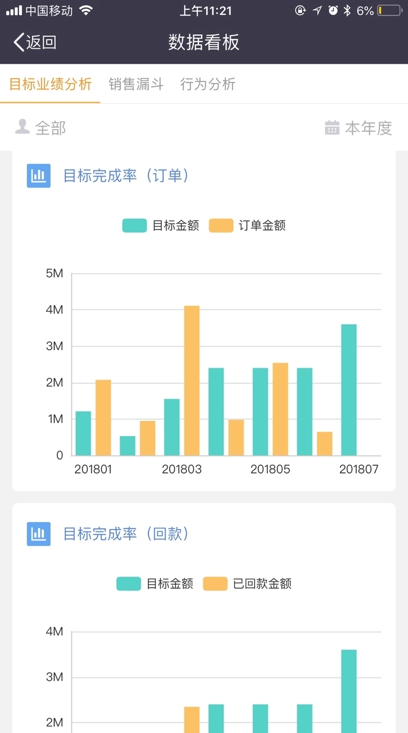 中国移动 上午11:21 6%
返回 数据看板
目标业绩分析 销售漏斗 行为分析
全部 本年度
目标完成率（订单）
目标金额 订单金额
5M
4M
3M
2M
1M
0
201801 201803 201805 201807
目标完成率（回款）
目标金额 已回款金额
4M
3M
2M